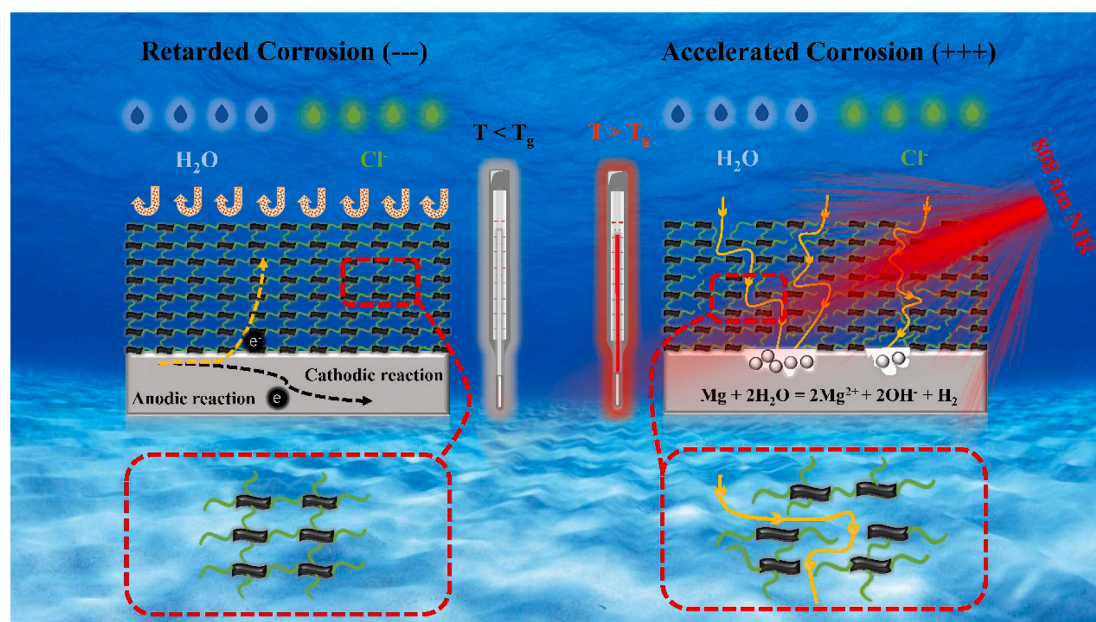 Retarded Corrosion (---)
H₂O
Cl⁻
e⁻
Cathodic reaction
Anodic reaction
e
T < Tg
T > Tg
Accelerated Corrosion (+++)
H₂O
Cl⁻
808 nm NIR
Mg + 2H₂O = 2Mg²⁺ + 2OH⁻ + H₂